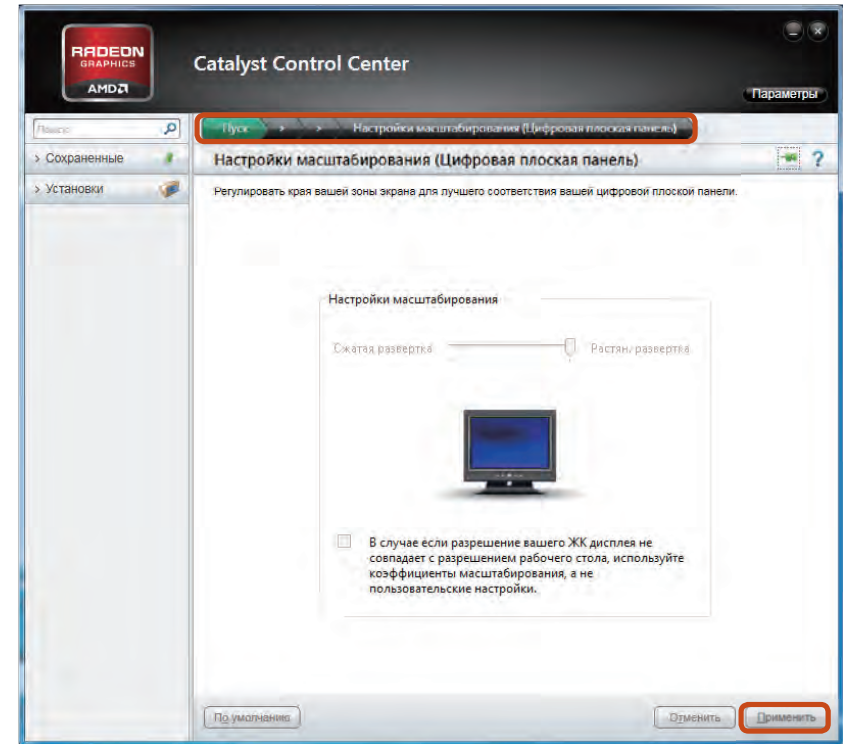 RADEON
GRAPHICS
AMD
Catalyst Control Center
Параметры
Поиск
Пуск > > Настройки масштабирования (Цифровая плоская панель)
> Сохраненные
Настройки масштабирования (Цифровая плоская панель)
?
> Установки
Регулировать края вашей зоны экрана для лучшего соответствия вашей цифровой плоской панели.
Настройки масштабирования
Сжатая развертка
Растян. развертка
В случае если разрешение вашего ЖК дисплея не
совпадает с разрешением рабочего стола, используйте
коэффициенты масштабирования, а не
пользовательские настройки.
По умолчанию
Отменить
Применить